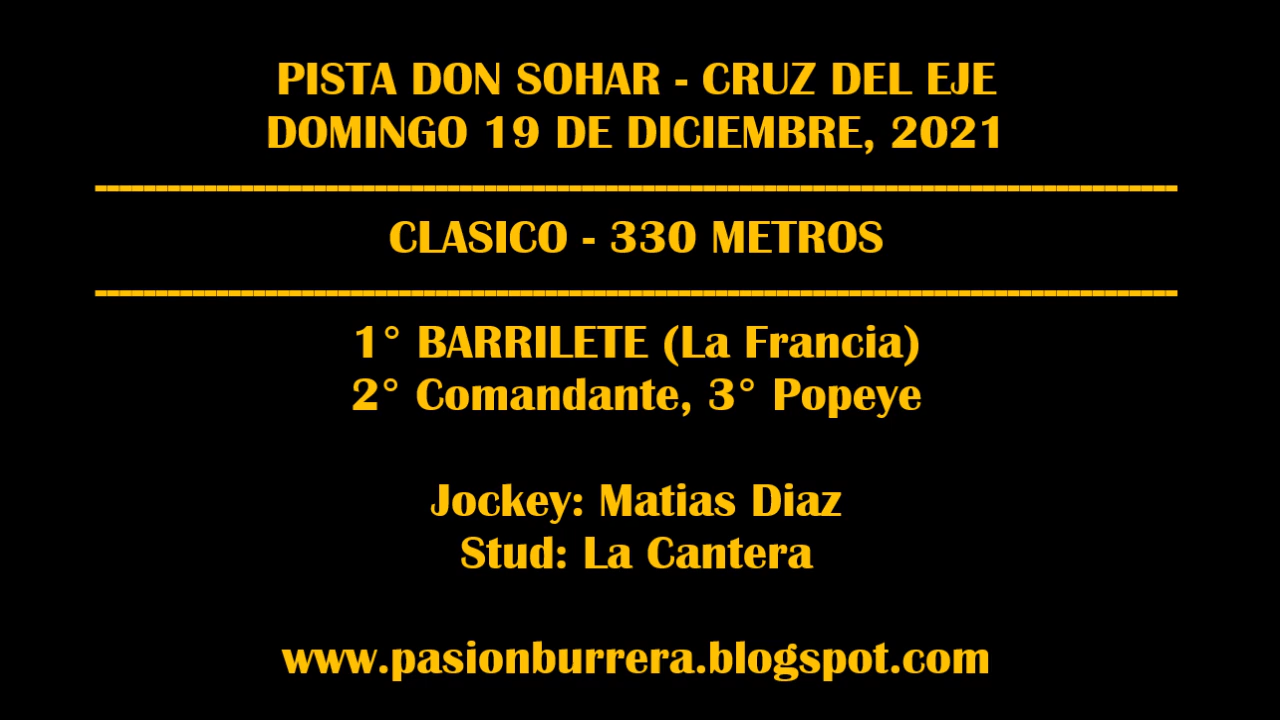 PISTA DON SOHAR - CRUZ DEL EJE
DOMINGO 19 DE DICIEMBRE, 2021
------------------------------------------------------------------------------------------
CLASICO - 330 METROS
------------------------------------------------------------------------------------------
1° BARRILETE (La Francia)
2° Comandante, 3° Popeye
Jockey: Matias Diaz
Stud: La Cantera
www.pasionburrera.blogspot.com